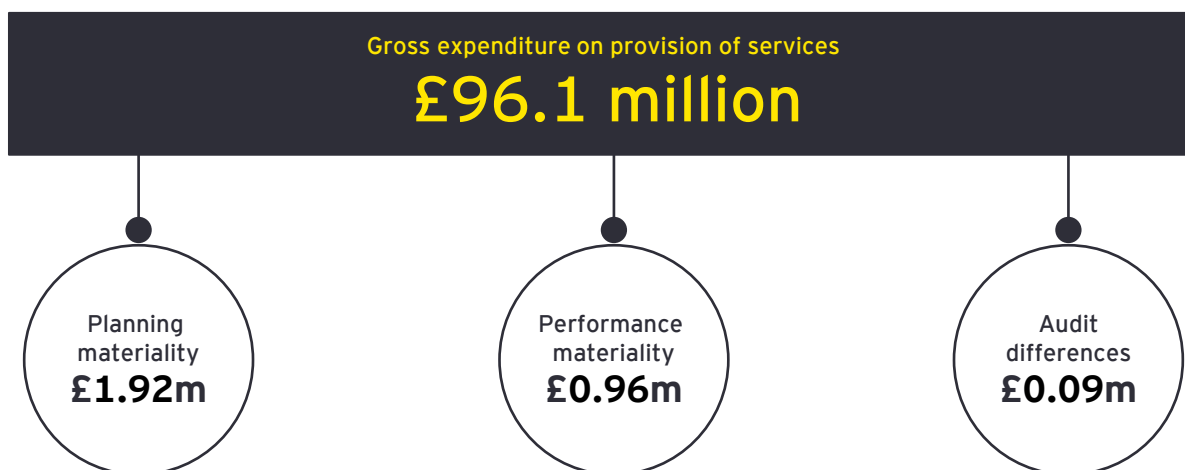 Gross expenditure on provision of services
£96.1 million
Planning
materiality
£1.92m
Performance
materiality
£0.96m
Audit
differences
£0.09m